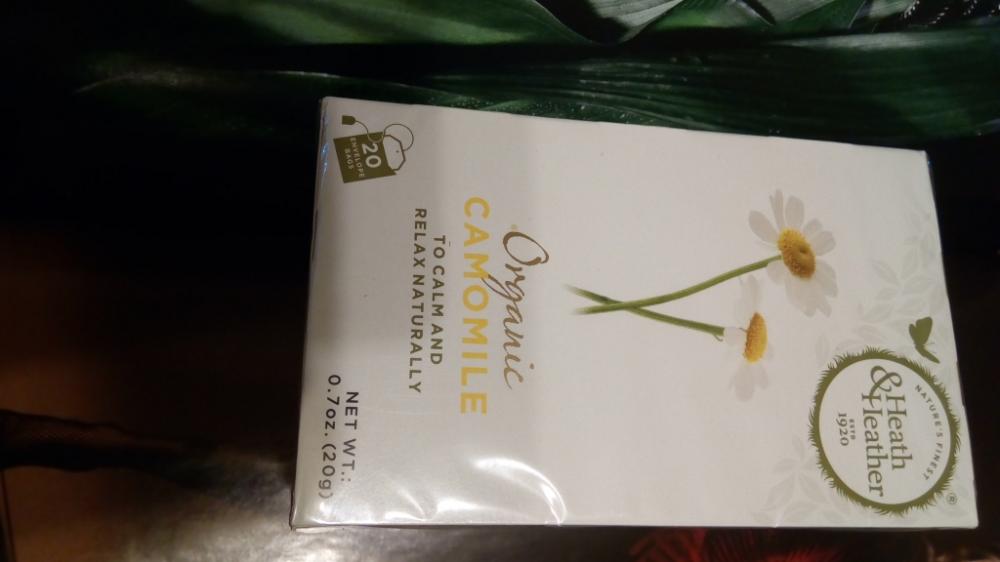 NATURE'S FINEST
Heath
& Heather
ESTD
1920
®
Organic
CAMOMILE
TO CALM AND
RELAX NATURALLY
20
ENVELOPE
BAGS
NET WT.:
0.7oz. (20g)